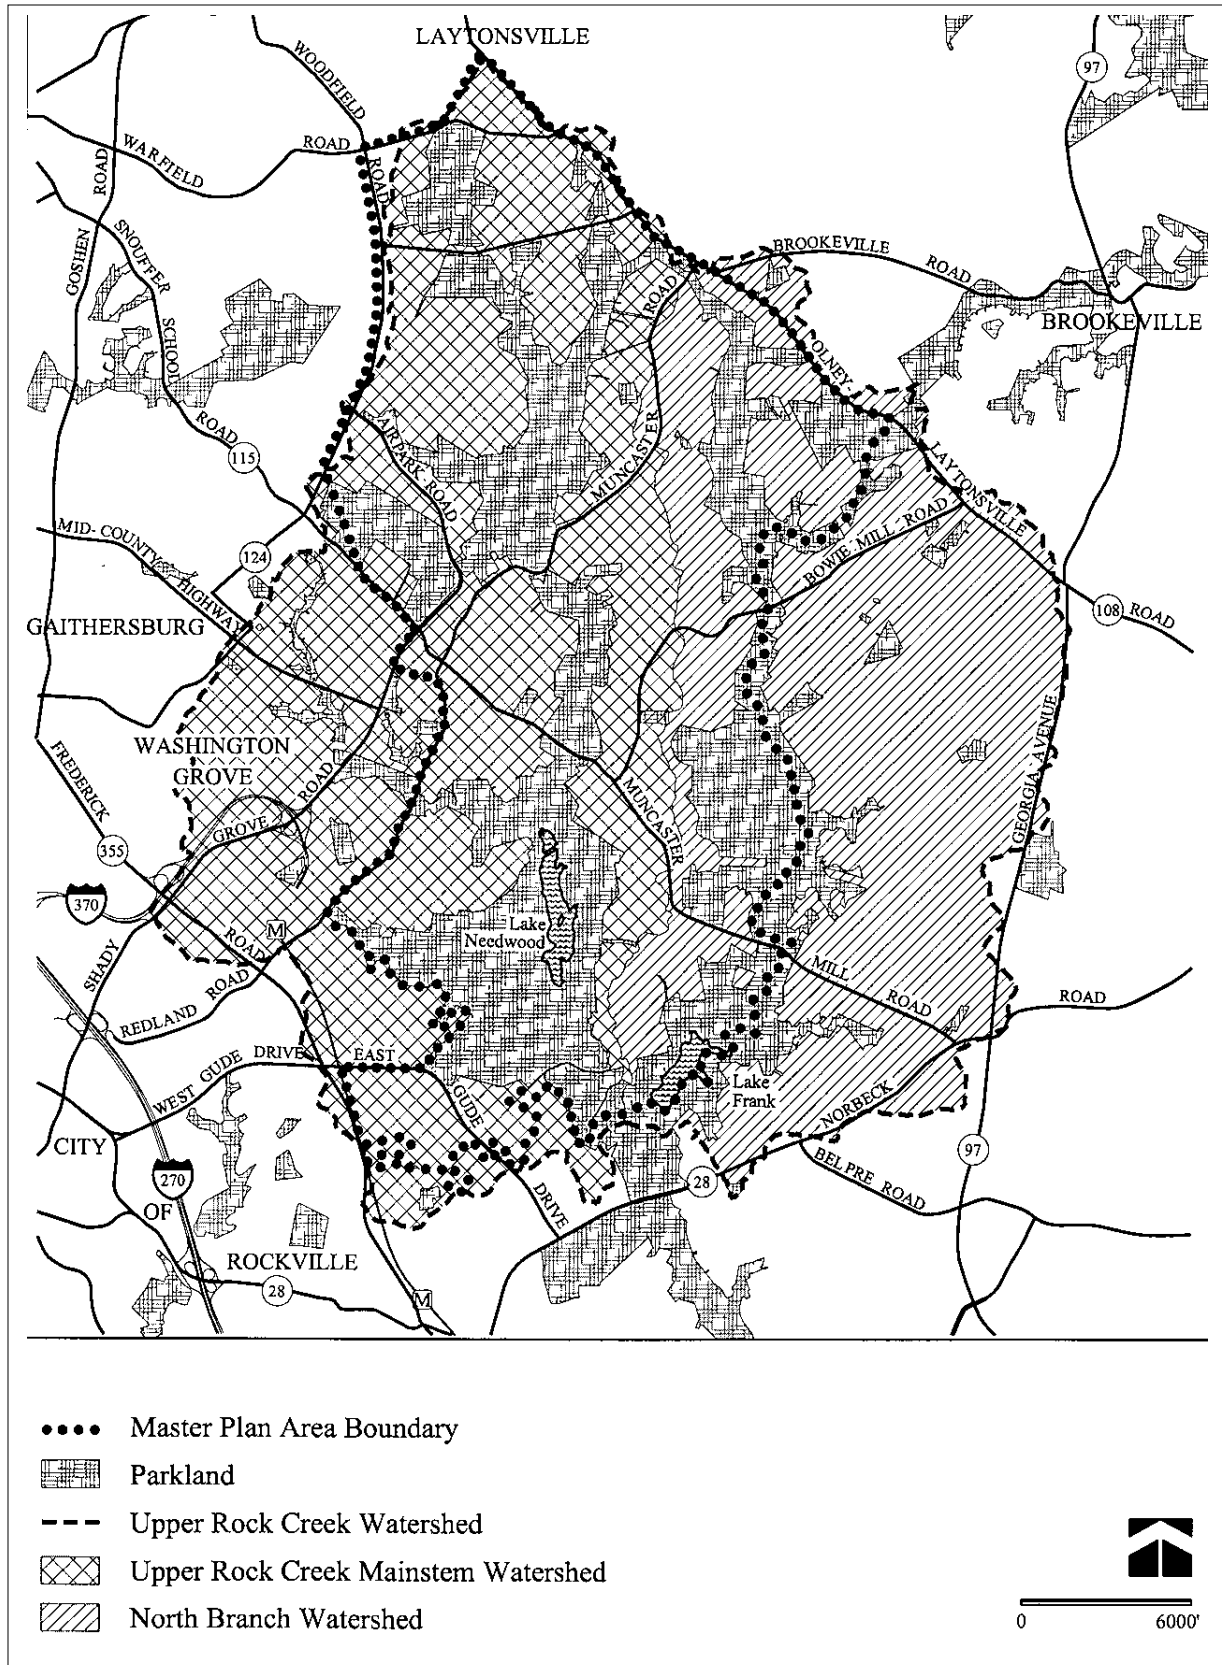 LAYTONSVILLE
WOODFIELD
ROAD
97
WARFIELD
ROAD
ROAD
GOSHEN
SNOUFFER
SCHOOL
ROAD
115
BROOKEVILLE
ROAD
BROOKEVILLE
ROAD
MUNCASTER
OLNEY-
LAYTONSVILLE
108
ROAD
AIRPARK ROAD
BOWIE MILL ROAD
MID-COUNTY
HIGHWAY
124
GAITHERSBURG
WASHINGTON
GROVE
FREDERICK
355
ROAD
GROVE
ROAD
SHADY
370
MUNCASTER
MILL
ROAD
GEORGIA AVENUE
Lake
Needwood
M
REDLAND
ROAD
WEST GUDE
DRIVE
EAST
GUDE
DRIVE
Lake
Frank
NORBECK
ROAD
CITY
OF
ROCKVILLE
270
28
BELPRE ROAD
97
28
M
Master Plan Area Boundary
Parkland
Upper Rock Creek Watershed
Upper Rock Creek Mainstem Watershed
North Branch Watershed
0 6000'